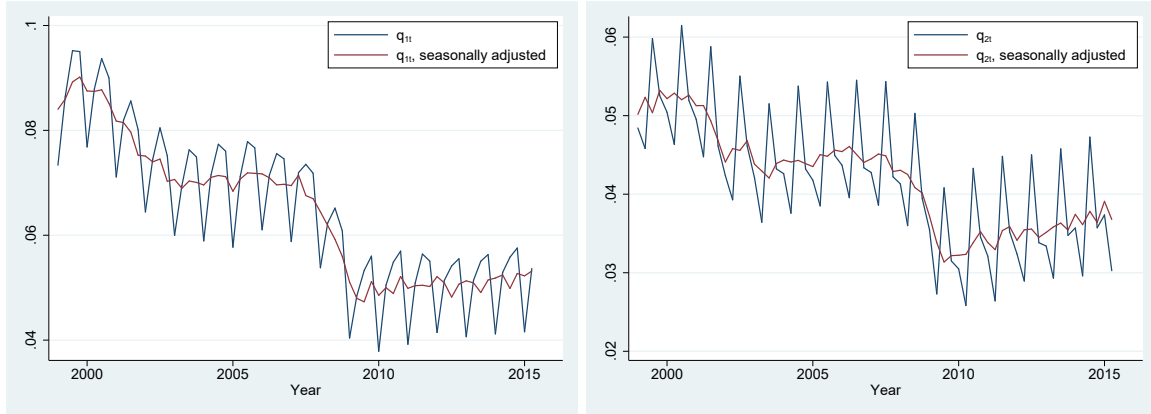 .1
.08
.06
.04
2000 2005 2010 2015
Year
q₁ₜ
q₁ₜ, seasonally adjusted
.06
.05
.04
.03
.02
2000 2005 2010 2015
Year
q₂ₜ
q₂ₜ, seasonally adjusted